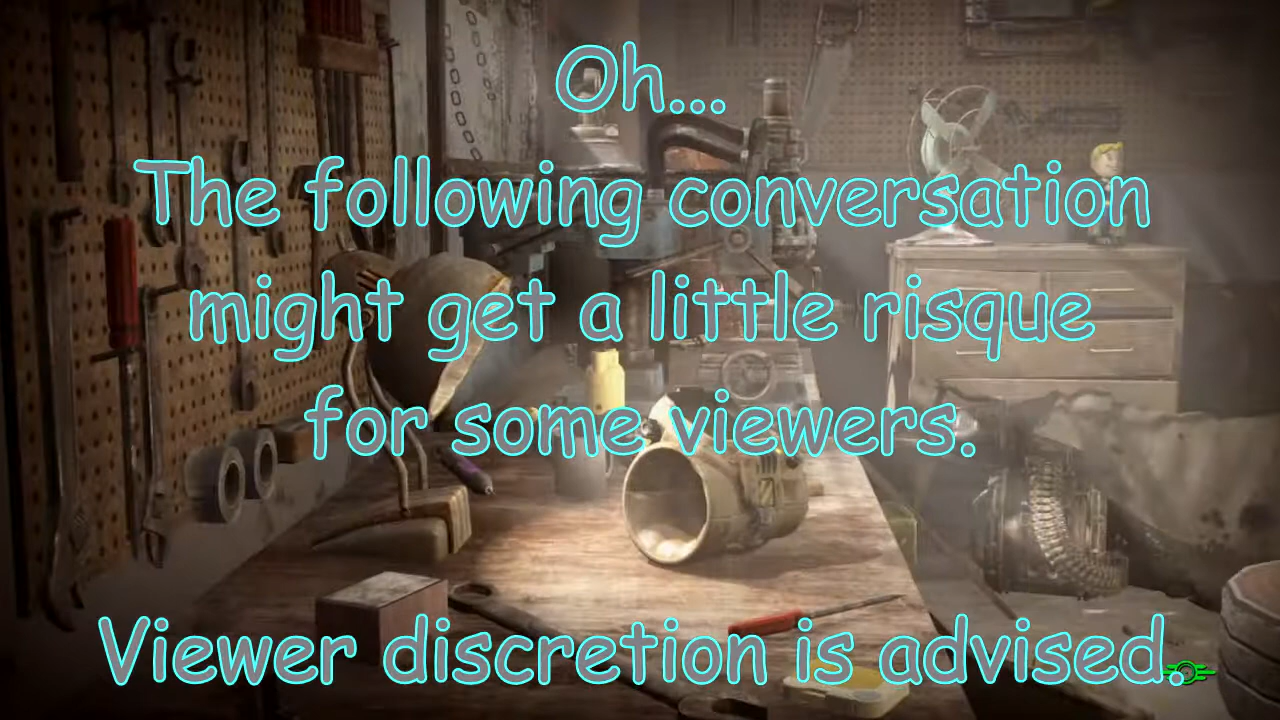 Oh...
The following conversation
might get a little risque
for some viewers.
Viewer discretion is advised.